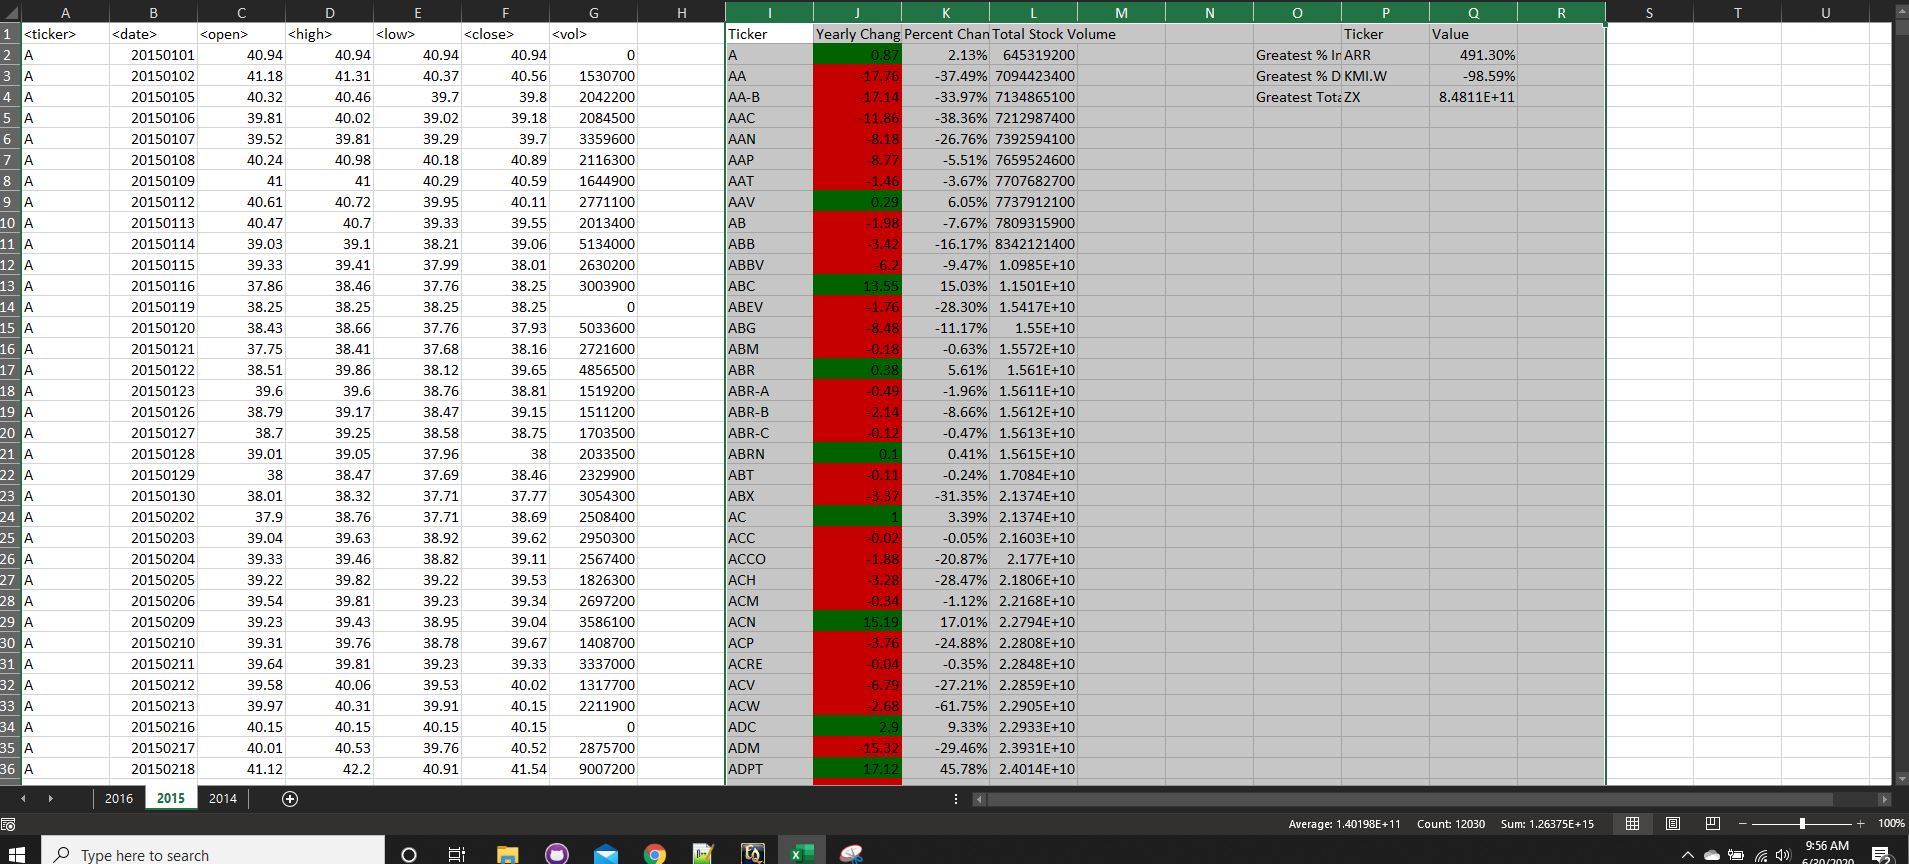 A B C D E F G H I J K L M N O P Q R S T U
1 <ticker> <date> <open> <high> <low> <close> <vol> Ticker Yearly Chang Percent Chan Total Stock Volume Ticker Value
2 A 20150101 40.94 40.94 40.94 40.94 0 A 0.87 2.13% 645319200 Greatest % In ARR 491.30%
3 A 20150102 41.18 41.31 40.37 40.56 1530700 AA -17.76 -37.49% 7094423400 Greatest % D KMI.W -98.59%
4 A 20150105 40.32 40.46 39.7 39.8 2042200 AA-B -17.14 -33.97% 7134865100 Greatest Tota ZX 8.4811E+11
5 A 20150106 39.81 40.02 39.02 39.18 2084500 AAC -11.86 -38.36% 7212987400
6 A 20150107 39.52 39.81 39.29 39.7 3359600 AAN -8.18 -26.76% 7392594100
7 A 20150108 40.24 40.98 40.18 40.89 2116300 AAP -8.77 -5.51% 7659524600
8 A 20150109 41 41 40.29 40.59 1644900 AAT -1.46 -3.67% 7707682700
9 A 20150112 40.61 40.72 39.95 40.11 2771100 AAV 0.29 6.05% 7737912100
10 A 20150113 40.47 40.7 39.33 39.55 2013400 AB -1.98 -7.67% 7809315900
11 A 20150114 39.03 39.1 38.21 39.06 5134000 ABB -3.42 -16.17% 8342121400
12 A 20150115 39.33 39.41 37.99 38.01 2630200 ABBV -6.2 -9.47% 1.0985E+10
13 A 20150116 37.86 38.46 37.76 38.25 3003900 ABC 13.55 15.03% 1.1501E+10
14 A 20150119 38.25 38.25 38.25 38.25 0 ABEV -1.76 -28.30% 1.5417E+10
15 A 20150120 38.43 38.66 37.76 37.93 5033600 ABG -8.48 -11.17% 1.55E+10
16 A 20150121 37.75 38.41 37.68 38.16 2721600 ABM -0.18 -0.63% 1.5572E+10
17 A 20150122 38.51 39.86 38.12 39.65 4856500 ABR 0.38 5.61% 1.561E+10
18 A 20150123 39.6 39.6 38.76 38.81 1519200 ABR-A -0.49 -1.96% 1.5611E+10
19 A 20150126 38.79 39.17 38.47 39.15 1511200 ABR-B -2.14 -8.66% 1.5612E+10
20 A 20150127 38.7 39.25 38.58 38.75 1703500 ABR-C -0.12 -0.47% 1.5613E+10
21 A 20150128 39.01 39.05 37.96 38 2033500 ABRN 0.1 0.41% 1.5615E+10
22 A 20150129 38 38.47 37.69 38.46 2329900 ABT -0.11 -0.24% 1.7084E+10
23 A 20150130 38.01 38.32 37.71 37.77 3054300 ABX -3.37 -31.35% 2.1374E+10
24 A 20150202 37.9 38.76 37.71 38.69 2508400 AC 1 3.39% 2.1374E+10
25 A 20150203 39.04 39.63 38.92 39.62 2950300 ACC -0.02 -0.05% 2.1603E+10
26 A 20150204 39.33 39.46 38.82 39.11 2567400 ACCO -1.88 -20.87% 2.177E+10
27 A 20150205 39.22 39.82 39.22 39.53 1826300 ACH -3.28 -28.47% 2.1806E+10
28 A 20150206 39.54 39.81 39.23 39.34 2697200 ACM -0.34 -1.12% 2.2168E+10
29 A 20150209 39.23 39.43 38.95 39.04 3586100 ACN 15.19 17.01% 2.2794E+10
30 A 20150210 39.31 39.76 38.78 39.67 1408700 ACP -3.76 -24.88% 2.2808E+10
31 A 20150211 39.64 39.81 39.23 39.33 3337000 ACRE -0.04 -0.35% 2.2848E+10
32 A 20150212 39.58 40.06 39.53 40.02 1317700 ACV -6.79 -27.21% 2.2859E+10
33 A 20150213 39.97 40.31 39.91 40.15 2211900 ACW -2.68 -61.75% 2.2905E+10
34 A 20150216 40.15 40.15 40.15 40.15 0 ADC 2.9 9.33% 2.2933E+10
35 A 20150217 40.01 40.53 39.76 40.52 2875700 ADM -15.32 -29.46% 2.3931E+10
36 A 20150218 41.12 42.2 40.91 41.54 9007200 ADPT 17.12 45.78% 2.4014E+10
2016 2015 2014
Average: 1.40198E+11 Count: 12030 Sum: 1.26375E+15 100%
Type here to search
9:56 AM
6/30/2020